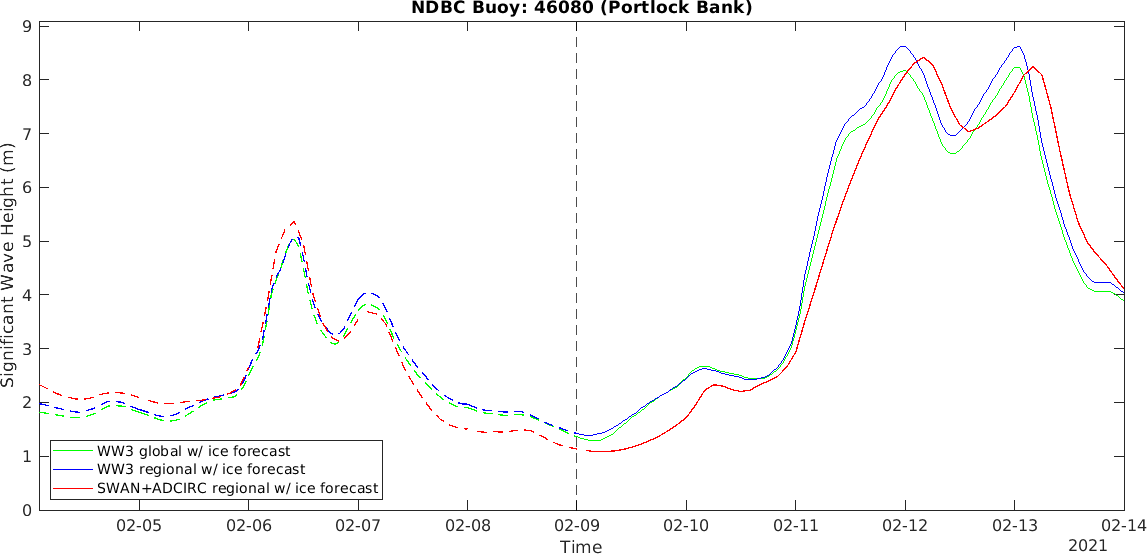 NDBC Buoy: 46080 (Portlock Bank)
Significant Wave Height (m)
9
8
7
6
5
4
3
2
1
0
WW3 global w/ ice forecast
WW3 regional w/ ice forecast
SWAN+ADCIRC regional w/ ice forecast
02-05 02-06 02-07 02-08 02-09 02-10 02-11 02-12 02-13 02-14
Time
2021